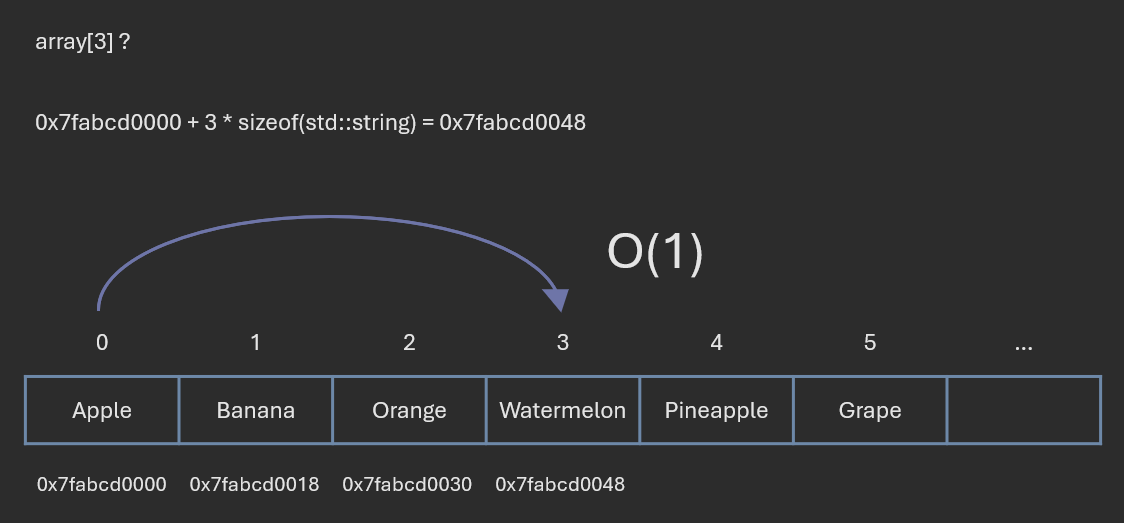 array[3] ?
0x7fabcd0000 + 3 * sizeof(std::string) = 0x7fabcd0048
O(1)
0 1 2 3 4 5 ...
Apple Banana Orange Watermelon Pineapple Grape
0x7fabcd0000 0x7fabcd0018 0x7fabcd0030 0x7fabcd0048